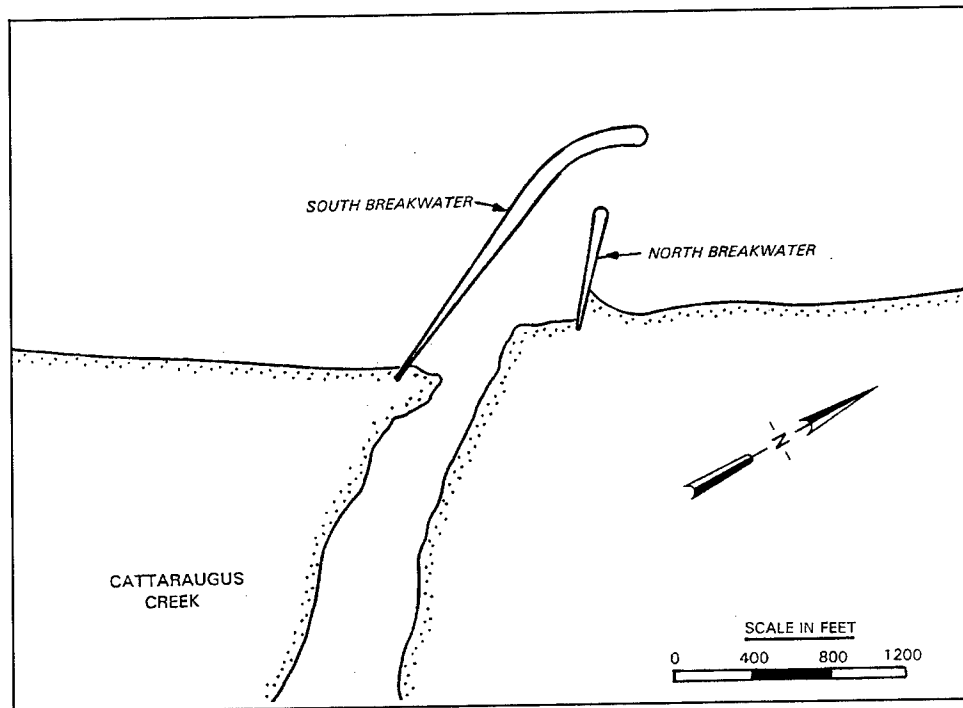 SOUTH BREAKWATER
NORTH BREAKWATER
N
CATTARAUGUS
CREEK
SCALE IN FEET
0 400 800 1200